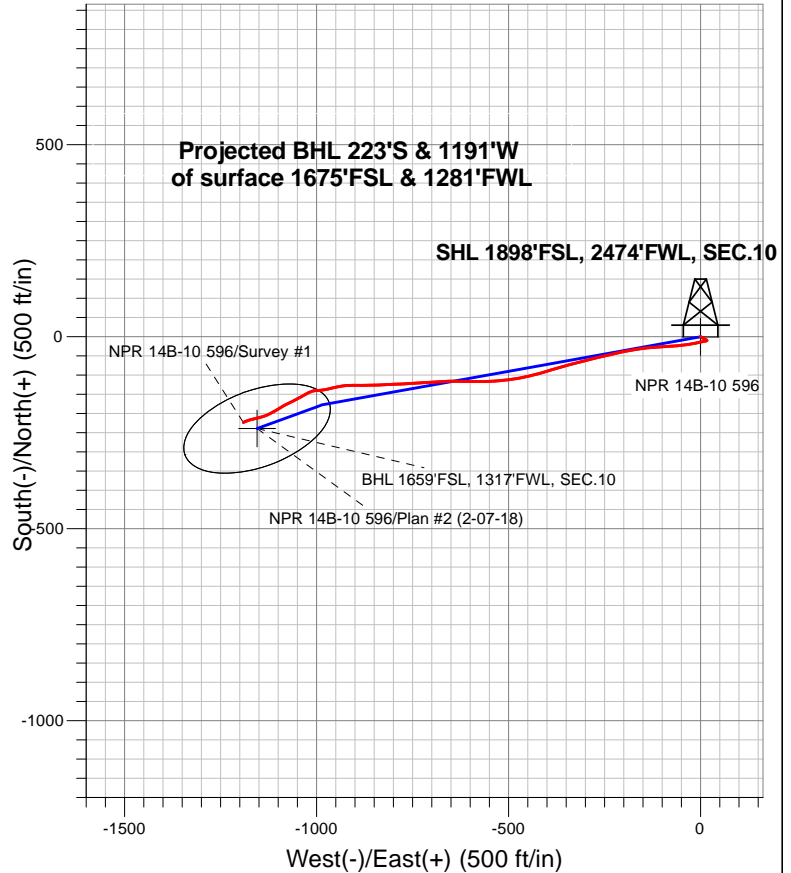 500
Projected BHL 223'S & 1191'W
of surface 1675'FSL & 1281'FWL
SHL 1898'FSL, 2474'FWL, SEC.10
0
NPR 14B-10 596/Survey #1
NPR 14B-10 596
BHL 1659'FSL, 1317'FWL, SEC.10
NPR 14B-10 596/Plan #2 (2-07-18)
South(-)/North(+) (500 ft/in)
-500
-1000
-1500
-1000
-500
0
West(-)/East(+) (500 ft/in)